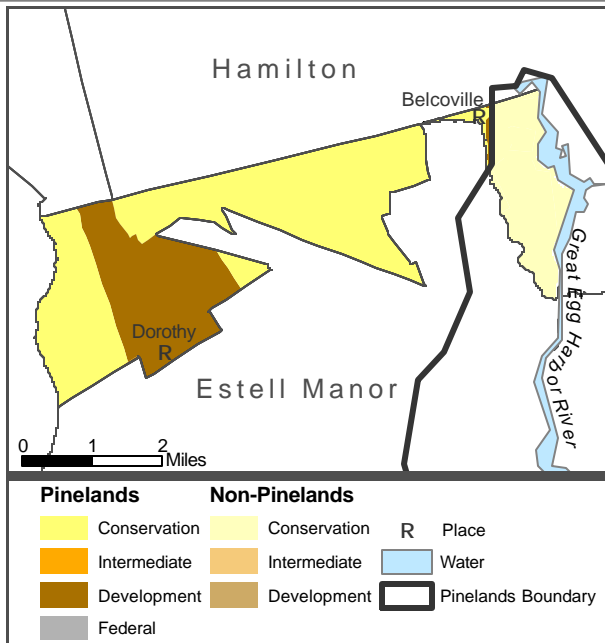 Hamilton
Belcoville
R
Great Egg Harbor River
Dorothy
R
Estell Manor
0 1 2
Miles
Pinelands Non-Pinelands
Conservation Conservation R Place
Intermediate Intermediate Water
Development Development Pinelands Boundary
Federal